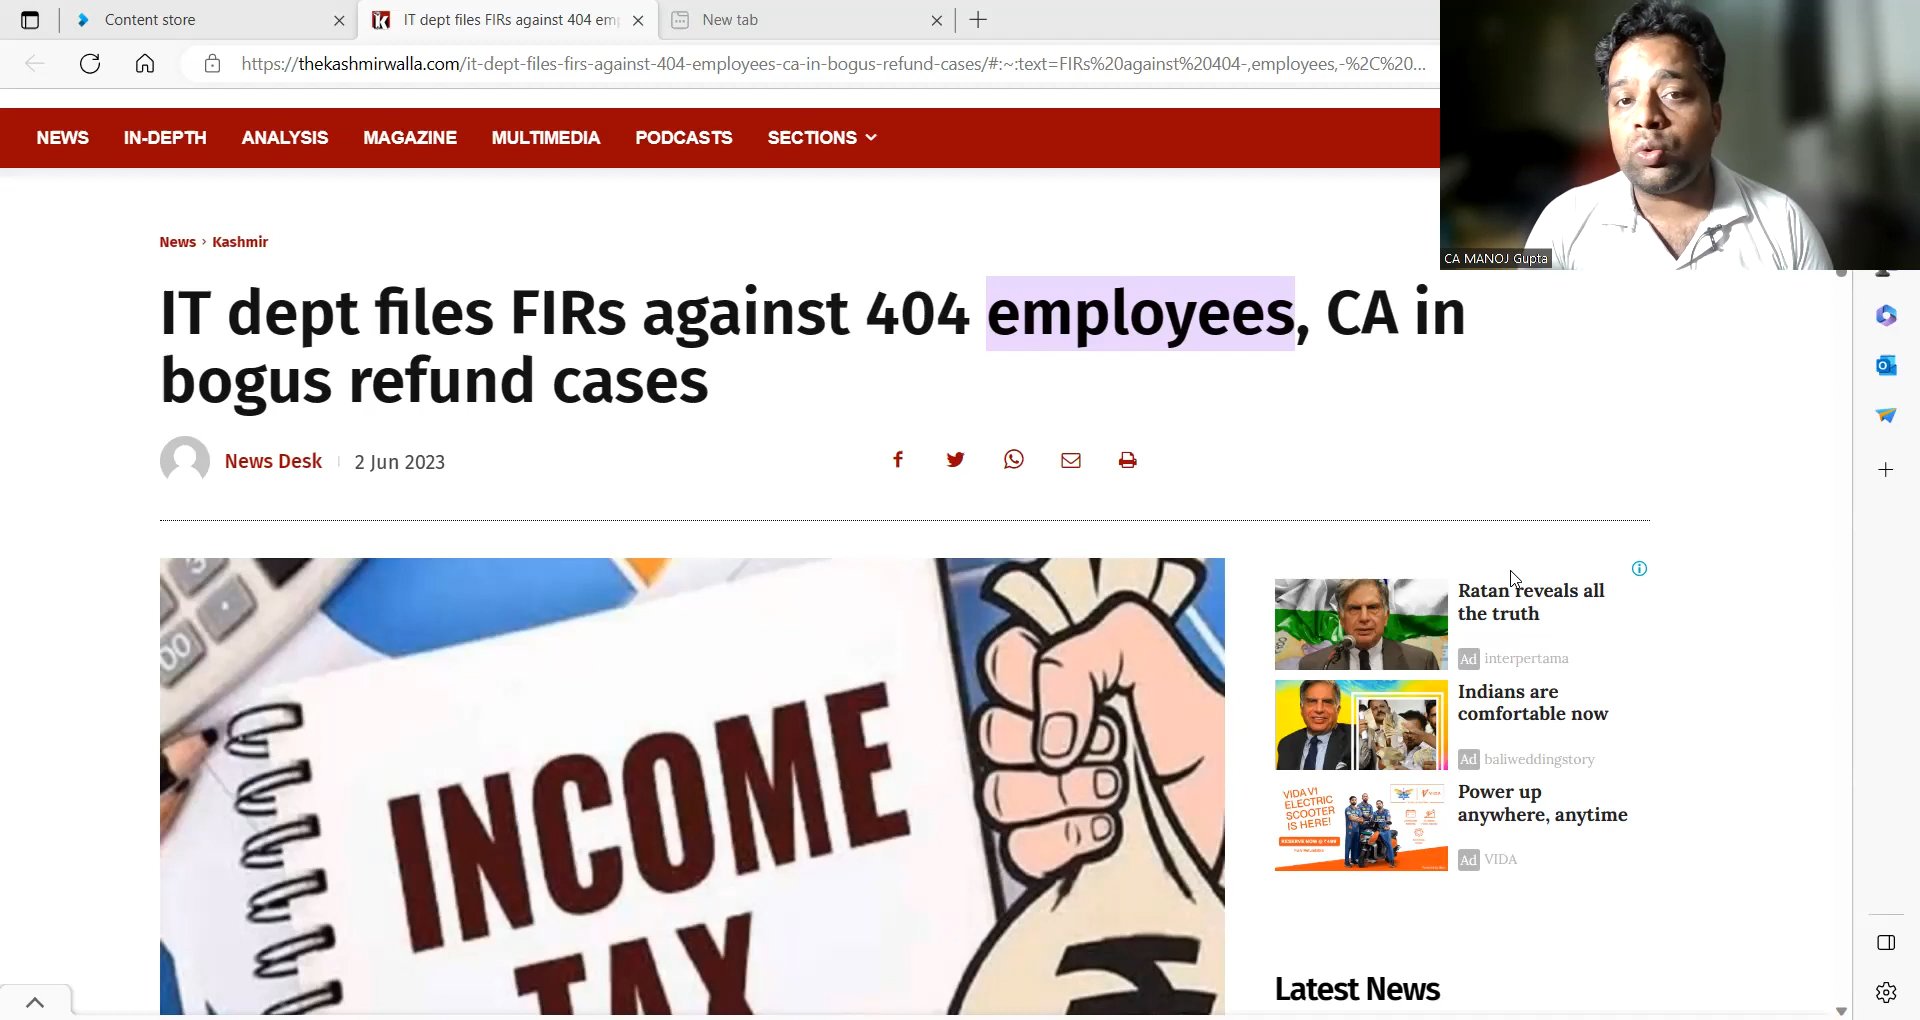 Content store
IT dept files FIRs against 404 em
New tab
https://thekashmirwalla.com/it-dept-files-firs-against-404-employees-ca-in-bogus-refund-cases/#:~:text=FIRs%20against%20404-,employees,-%2C%20...
NEWS
IN-DEPTH
ANALYSIS
MAGAZINE
MULTIMEDIA
PODCASTS
SECTIONS
CA MANOJ Gupta
News › Kashmir
IT dept files FIRs against 404 employees, CA in
bogus refund cases
News Desk
2 Jun 2023
INCOME
TAX
Ratan reveals all
the truth
Ad interpertama
Indians are
comfortable now
Ad baliweddingstory
VIDA V1
ELECTRIC
SCOOTER
IS HERE!
Power up
anywhere, anytime
Ad VIDA
Latest News